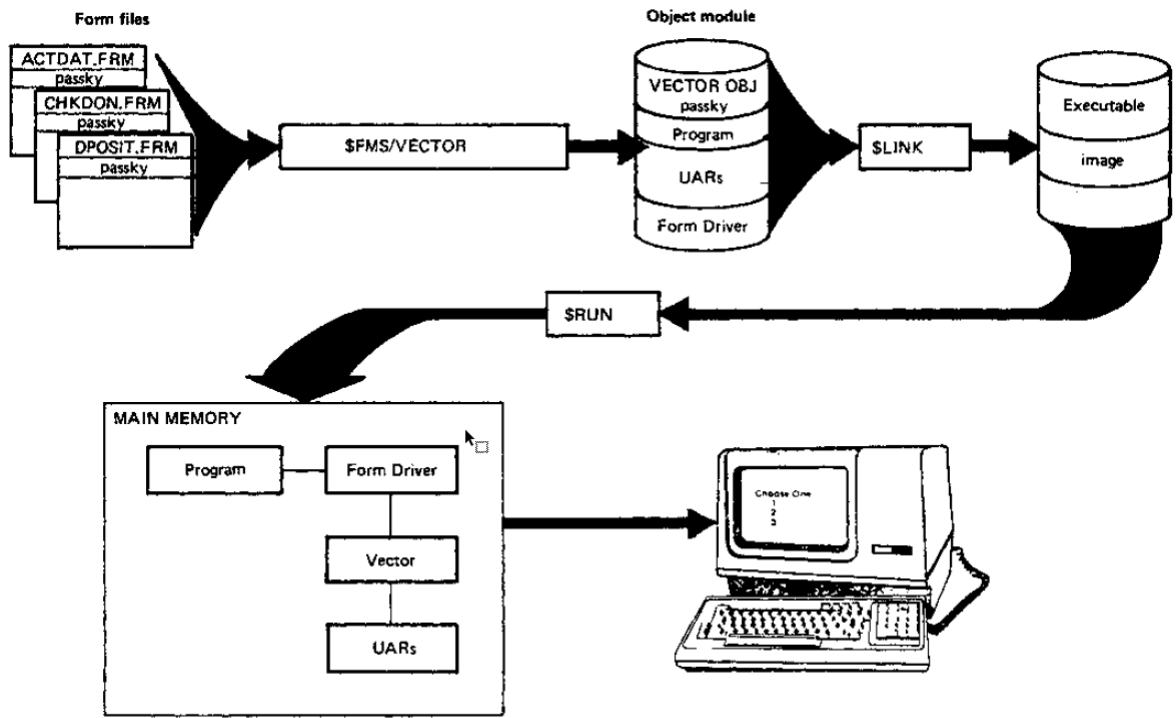 Form files
Object module
ACTDAT.FRM
passky
CHKDON.FRM
passky
DPOSIT.FRM
passky
$FMS/VECTOR
VECTOR OBJ
passky
Program
UARs
Form Driver
$LINK
Executable
image
$RUN
MAIN MEMORY
Program
Form Driver
Vector
UARs
Choose One
1
2
3